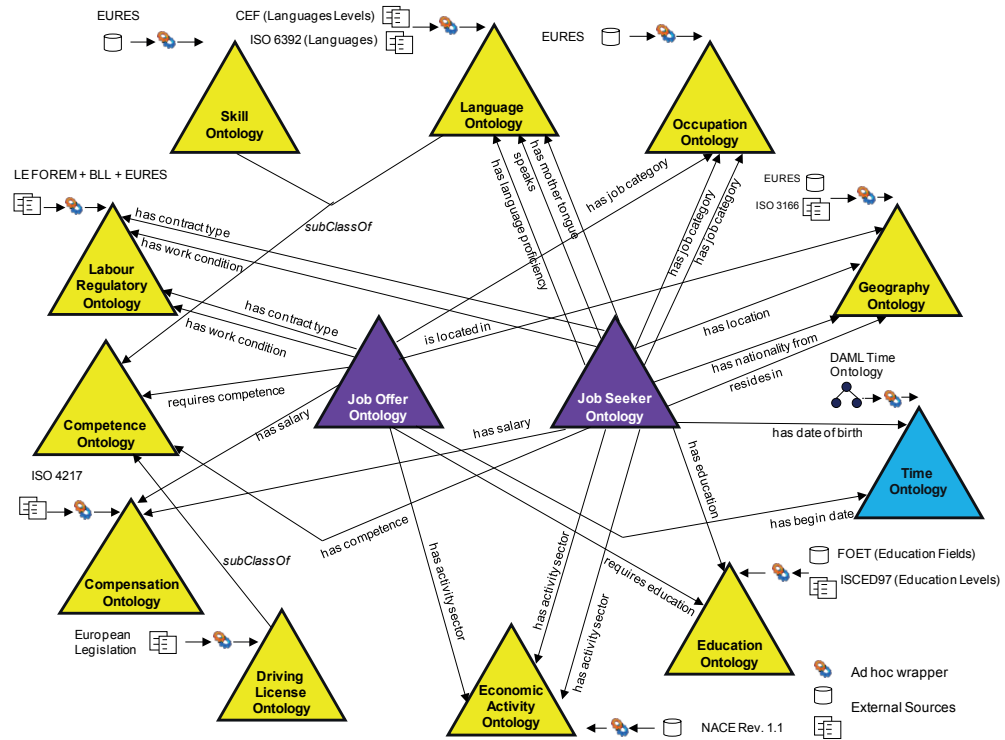 EURES
CEF (Languages Levels)
ISO 6392 (Languages)
EURES
Skill
Ontology
Language
Ontology
Occupation
Ontology
LE FOREM + BLL + EURES
EURES
ISO 3166
has contract type
has work condition
subClassOf
has language proficiency
speaks
has mother tongue
has job category
has job category
has job category
Labour
Regulatory
Ontology
Geography
Ontology
has contract type
has work condition
is located in
has location
has nationality from
resides in
DAML Time
Ontology
requires competence
Job Offer
Ontology
Job Seeker
Ontology
Competence
Ontology
has salary
has salary
has date of birth
Time
Ontology
ISO 4217
has education
has begin date
has competence
subClassOf
has activity sector
has activity sector
has activity sector
requires education
FOET (Education Fields)
ISCED97 (Education Levels)
Compensation
Ontology
European
Legislation
Education
Ontology
Driving
License
Ontology
Economic
Activity
Ontology
Ad hoc wrapper
External Sources
NACE Rev. 1.1